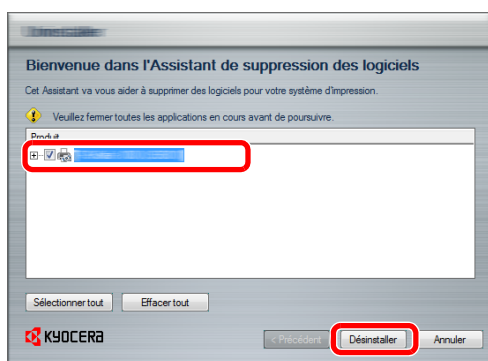 Bienvenue dans l'Assistant de suppression des logiciels
Cet Assistant va vous aider à supprimer des logiciels pour votre système d'impression.
Veuillez fermer toutes les applications en cours avant de poursuivre.
Produit
Sélectionner tout
Effacer tout
KYOCERA
< Précédent
Désinstaller
Annuler